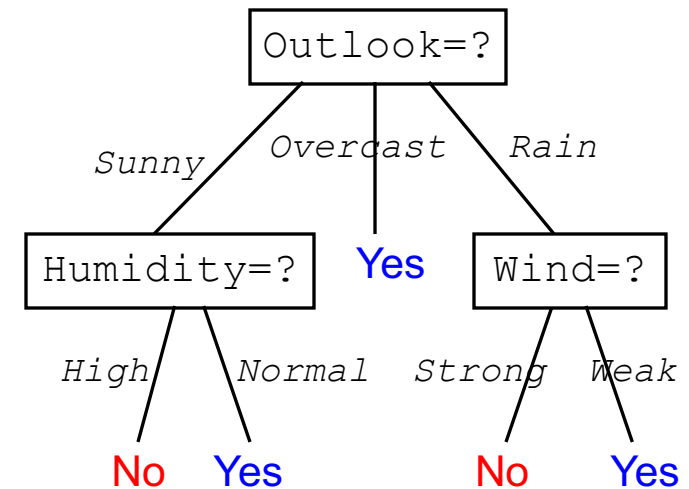 Outlook=?
Sunny Overcast Rain
Humidity=? Yes Wind=?
High Normal Strong Weak
No Yes No Yes